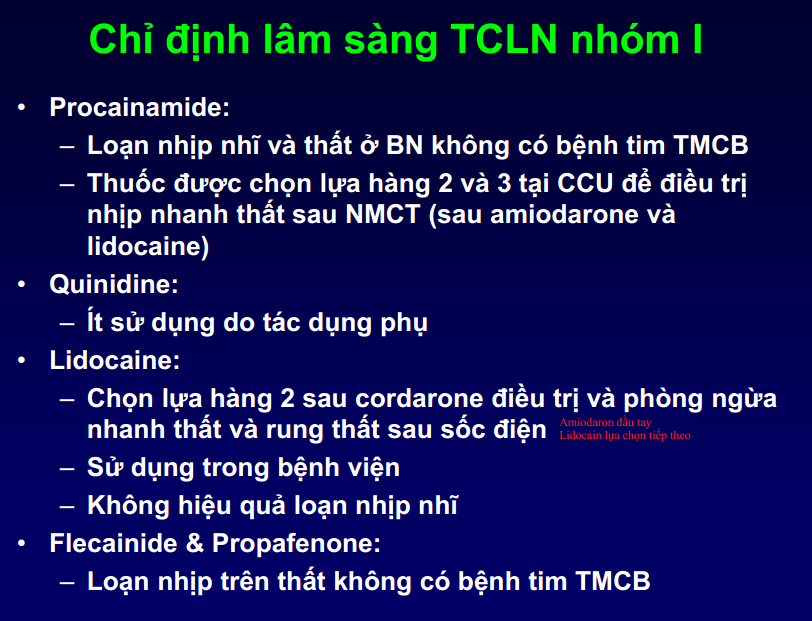 Chỉ định lâm sàng TCLN nhóm I
• Procainamide:
– Loạn nhịp nhĩ và thất ở BN không có bệnh tim TMCB
– Thuốc được chọn lựa hàng 2 và 3 tại CCU để điều trị
nhịp nhanh thất sau NMCT (sau amiodarone và
lidocaine)
• Quinidine:
– Ít sử dụng do tác dụng phụ
• Lidocaine:
– Chọn lựa hàng 2 sau cordarone điều trị và phòng ngừa
nhanh thất và rung thất sau sốc điện
Amiodaron đầu tay
Lidocain lựa chọn tiếp theo
– Sử dụng trong bệnh viện
– Không hiệu quả loạn nhịp nhĩ
• Flecainide & Propafenone:
– Loạn nhịp trên thất không có bệnh tim TMCB